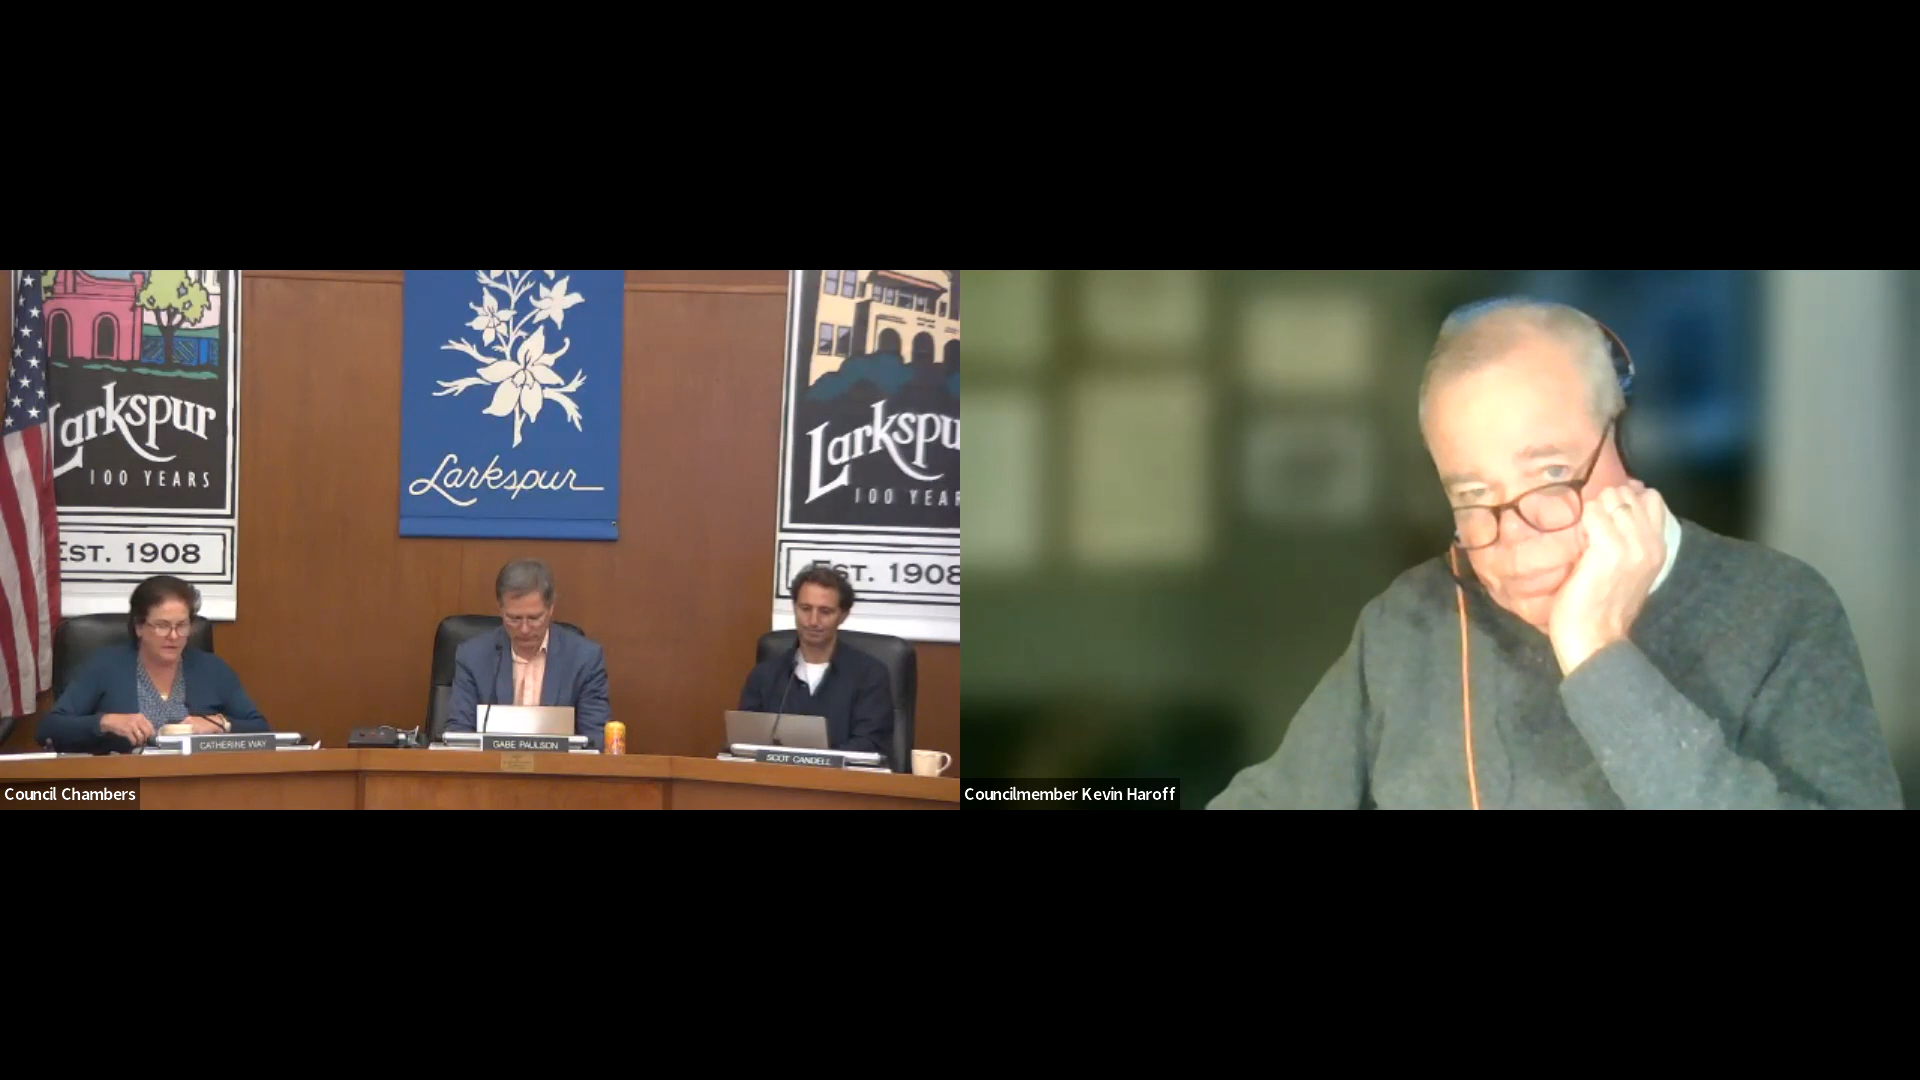 Larkspur
100 YEARS
EST. 1908
Larkspur
Larkspu
100 YEAR
EST. 1908
CATHERINE WAY
GABE PAULSON
SCOT CANDELL
Council Chambers
Councilmember Kevin Haroff